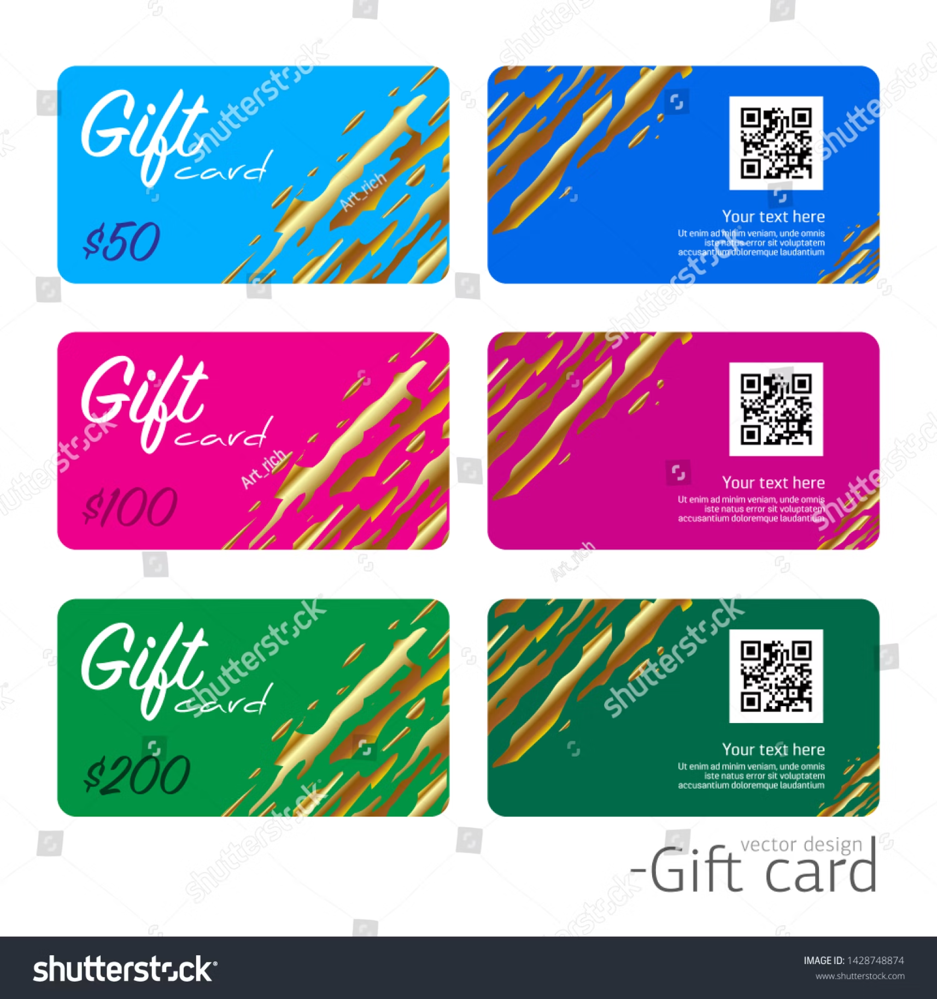 Gift
card
$50
Your text here
Ut enim ad minim veniam, unde omnis
iste natus error sit voluptatem
accusantium doloremque laudantium
Gift
card
$100
Your text here
Ut enim ad minim veniam, unde omnis
iste natus error sit voluptatem
accusantium doloremque laudantium
Gift
card
$200
Your text here
Ut enim ad minim veniam, unde omnis
iste natus error sit voluptatem
accusantium doloremque laudantium
vector design
-Gift card
shutterstock
Art_rich
shutterstock
IMAGE ID: 1428748874
www.shutterstock.com